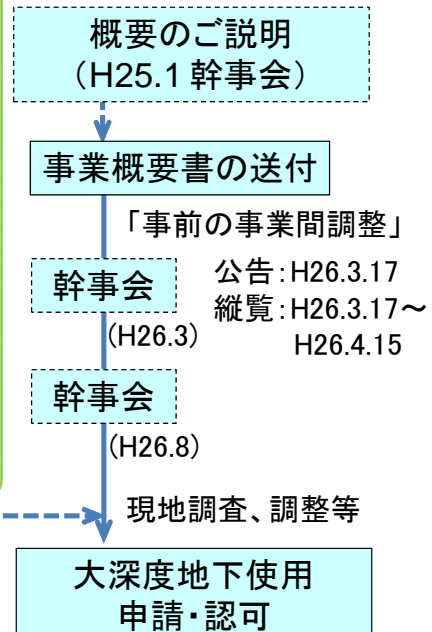 概要のご説明
（H25.1 幹事会）
事業概要書の送付
「事前の事業間調整」
幹事会
(H26.3)
公告：H26.3.17
縦覧：H26.3.17～
H26.4.15
幹事会
(H26.8)
現地調査、調整等
大深度地下使用
申請・認可